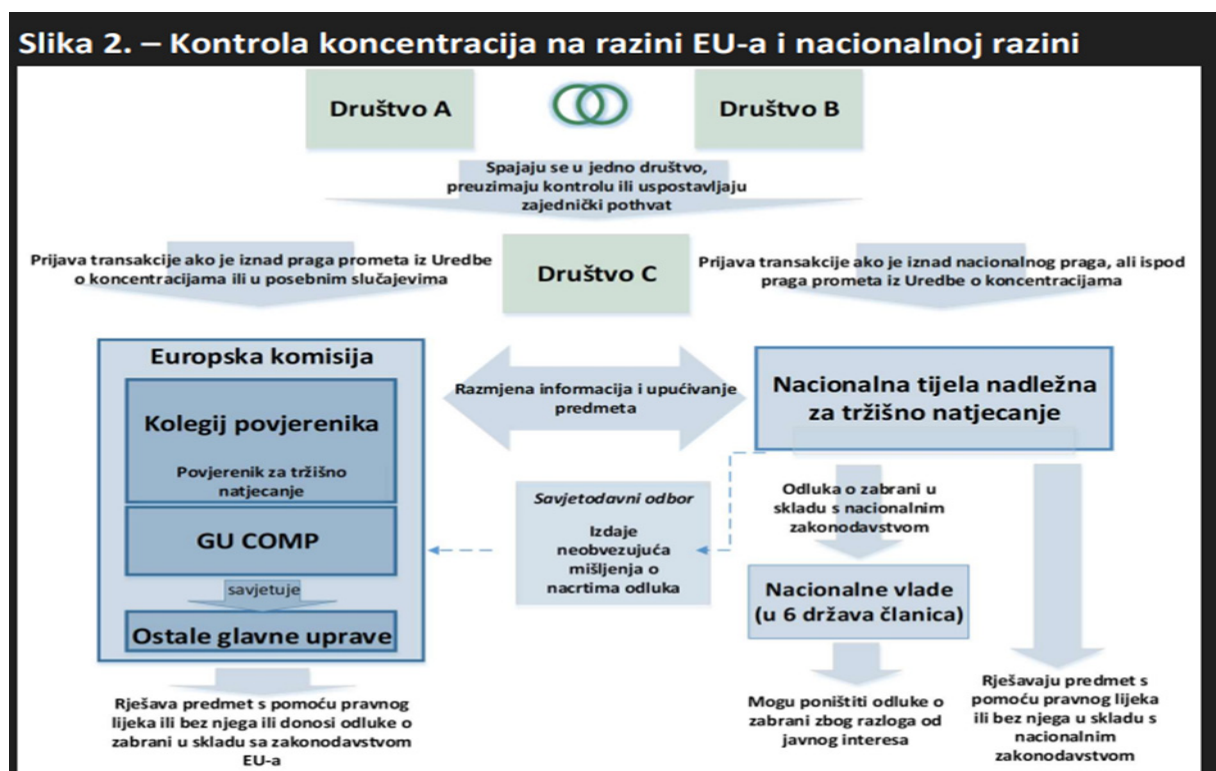 Slika 2. – Kontrola koncentracija na razini EU-a i nacionalnoj razini
Društvo A
Društvo B
Spajaju se u jedno društvo,
preuzimaju kontrolu ili uspostavljaju
zajednički pothvat
Prijava transakcije ako je iznad praga prometa iz Uredbe
o koncentracijama ili u posebnim slučajevima
Društvo C
Prijava transakcije ako je iznad nacionalnog praga, ali ispod
praga prometa iz Uredbe o koncentracijama
Europska komisija
Kolegij povjerenika
Povjerenik za tržišno
natjecanje
GU COMP
savjetuje
Ostale glavne uprave
Rješava predmet s pomoću pravnog
lijeka ili bez njega ili donosi odluke o
zabrani u skladu sa zakonodavstvom
EU-a
Razmjena informacija i upućivanje
predmeta
Savjetodavni odbor
Izdaje
neobvezujuća
mišljenja o
nacrtima odluka
Nacionalna tijela nadležna
za tržišno natjecanje
Odluka o zabrani u
skladu s nacionalnim
zakonodavstvom
Nacionalne vlade
(u 6 država članica)
Mogu poništiti odluke o
zabrani zbog razloga od
javnog interesa
Rješavaju predmet s
pomoću pravnog lijeka
ili bez njega u skladu s
nacionalnim
zakonodavstvom